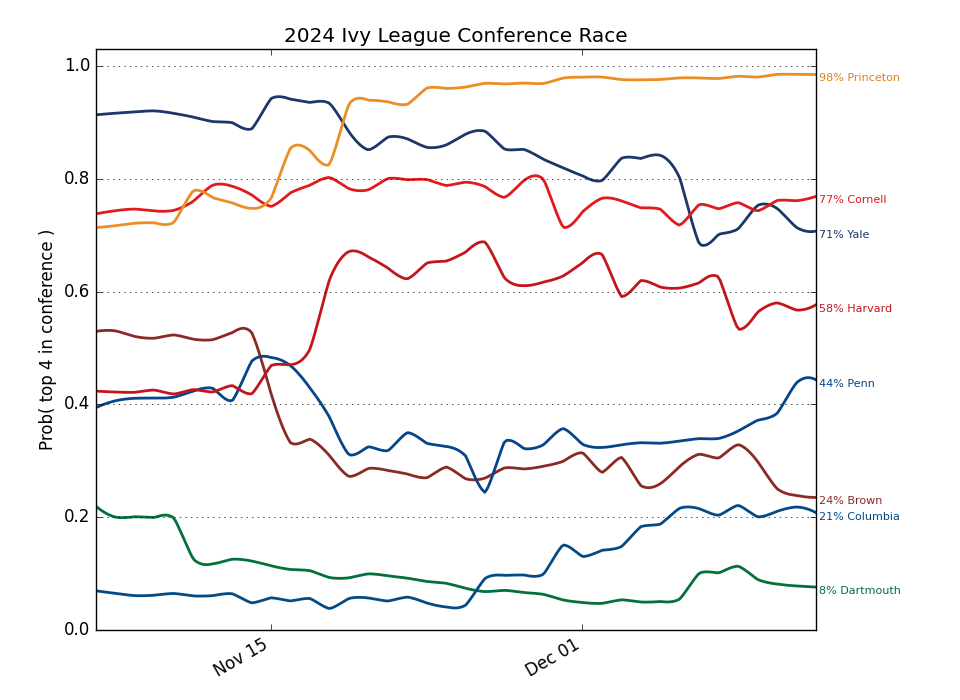 2024 Ivy League Conference Race
Prob( top 4 in conference )
1.0
0.8
0.6
0.4
0.2
0.0
Nov 15
Dec 01
98% Princeton
77% Cornell
71% Yale
58% Harvard
44% Penn
24% Brown
21% Columbia
8% Dartmouth